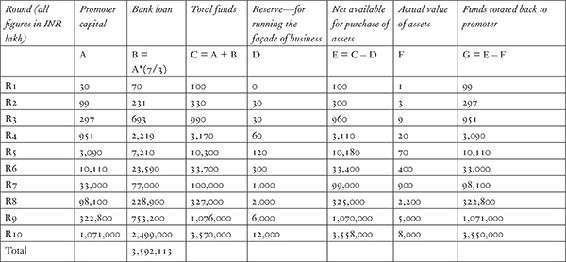 Round (all Promoter Bank loan Total funds Reserve—for Net available Actual value Funds rotated back to
figures in INR capital running the for purchase of of assets promoter
lakh) façade of business assets
A B = C = A + B D E = C – D F G = E – F
A*(7/3)
R1 30 70 100 0 100 1 99
R2 99 231 330 30 300 3 297
R3 297 693 990 30 960 9 951
R4 951 2,219 3,170 60 3,110 20 3,090
R5 3,090 7,210 10,300 120 10,180 70 10,110
R6 10,110 23,590 33,700 300 33,400 400 33,000
R7 33,000 77,000 100,000 1,000 99,000 900 98,100
R8 98,100 228,900 327,000 2,000 325,000 2,200 322,800
R9 322,800 753,200 1,076,000 6,000 1,070,000 5,000 1,071,000
R10 1,071,000 2,499,000 3,570,000 12,000 3,558,000 8,000 3,550,000
Total 3,592,113